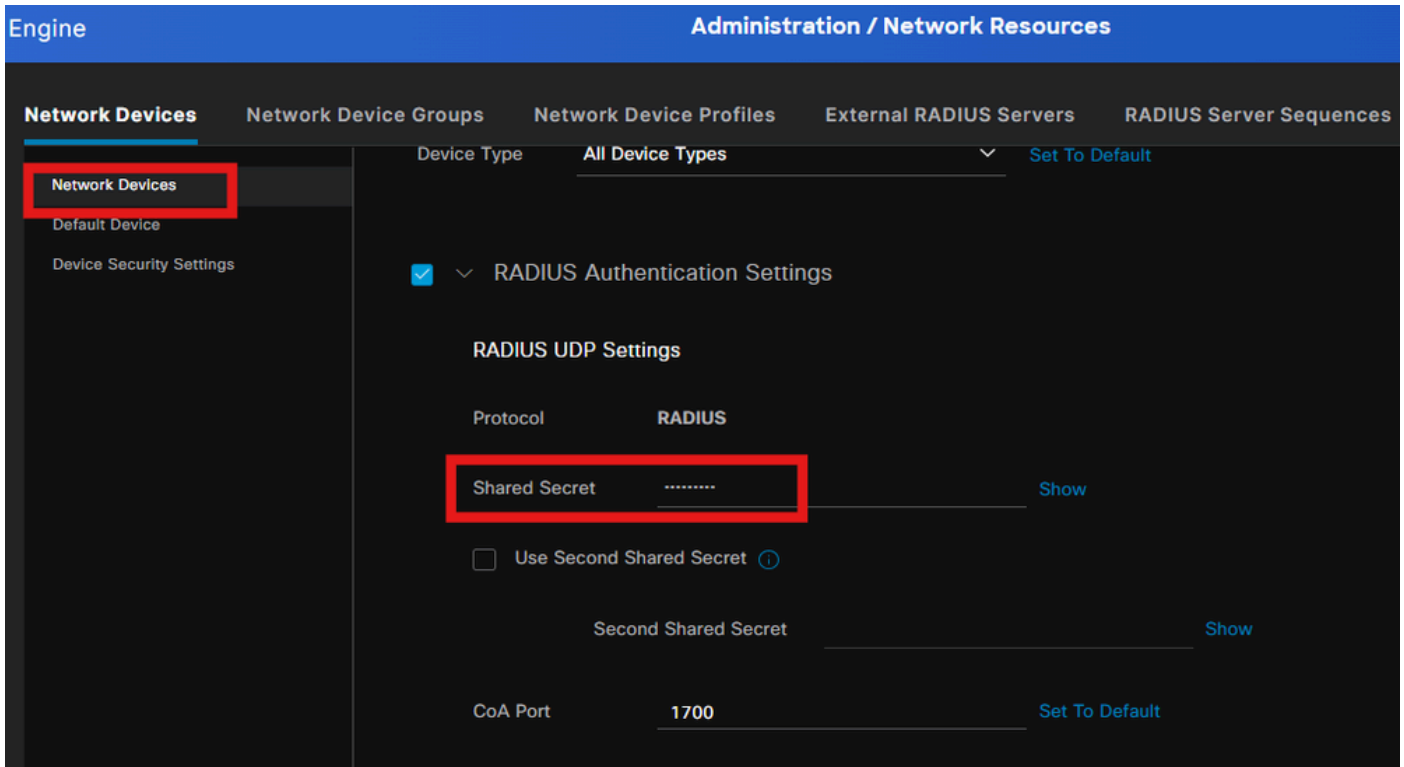 Engine
Administration / Network Resources
Network Devices Network Device Groups Network Device Profiles External RADIUS Servers RADIUS Server Sequences
Network Devices
Default Device
Device Security Settings
Device Type All Device Types Set To Default
RADIUS Authentication Settings
RADIUS UDP Settings
Protocol RADIUS
Shared Secret ········· Show
Use Second Shared Secret
Second Shared Secret Show
CoA Port 1700 Set To Default